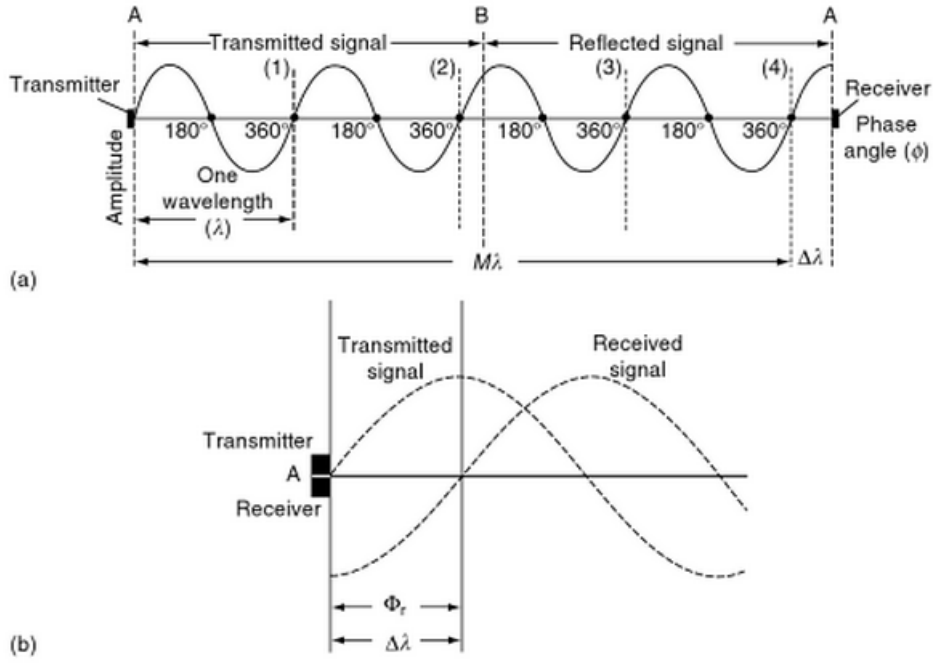 A B A
Transmitted signal Reflected signal
(1) (2) (3) (4)
Transmitter Receiver
180° 360° 180° 360° 180° 360° 180° 360°
Phase
angle (ϕ)
Amplitude
One
wavelength
(λ)
Mλ Δλ
(a)
Transmitted
signal
Received
signal
Transmitter
A
Receiver
Φr
Δλ
(b)